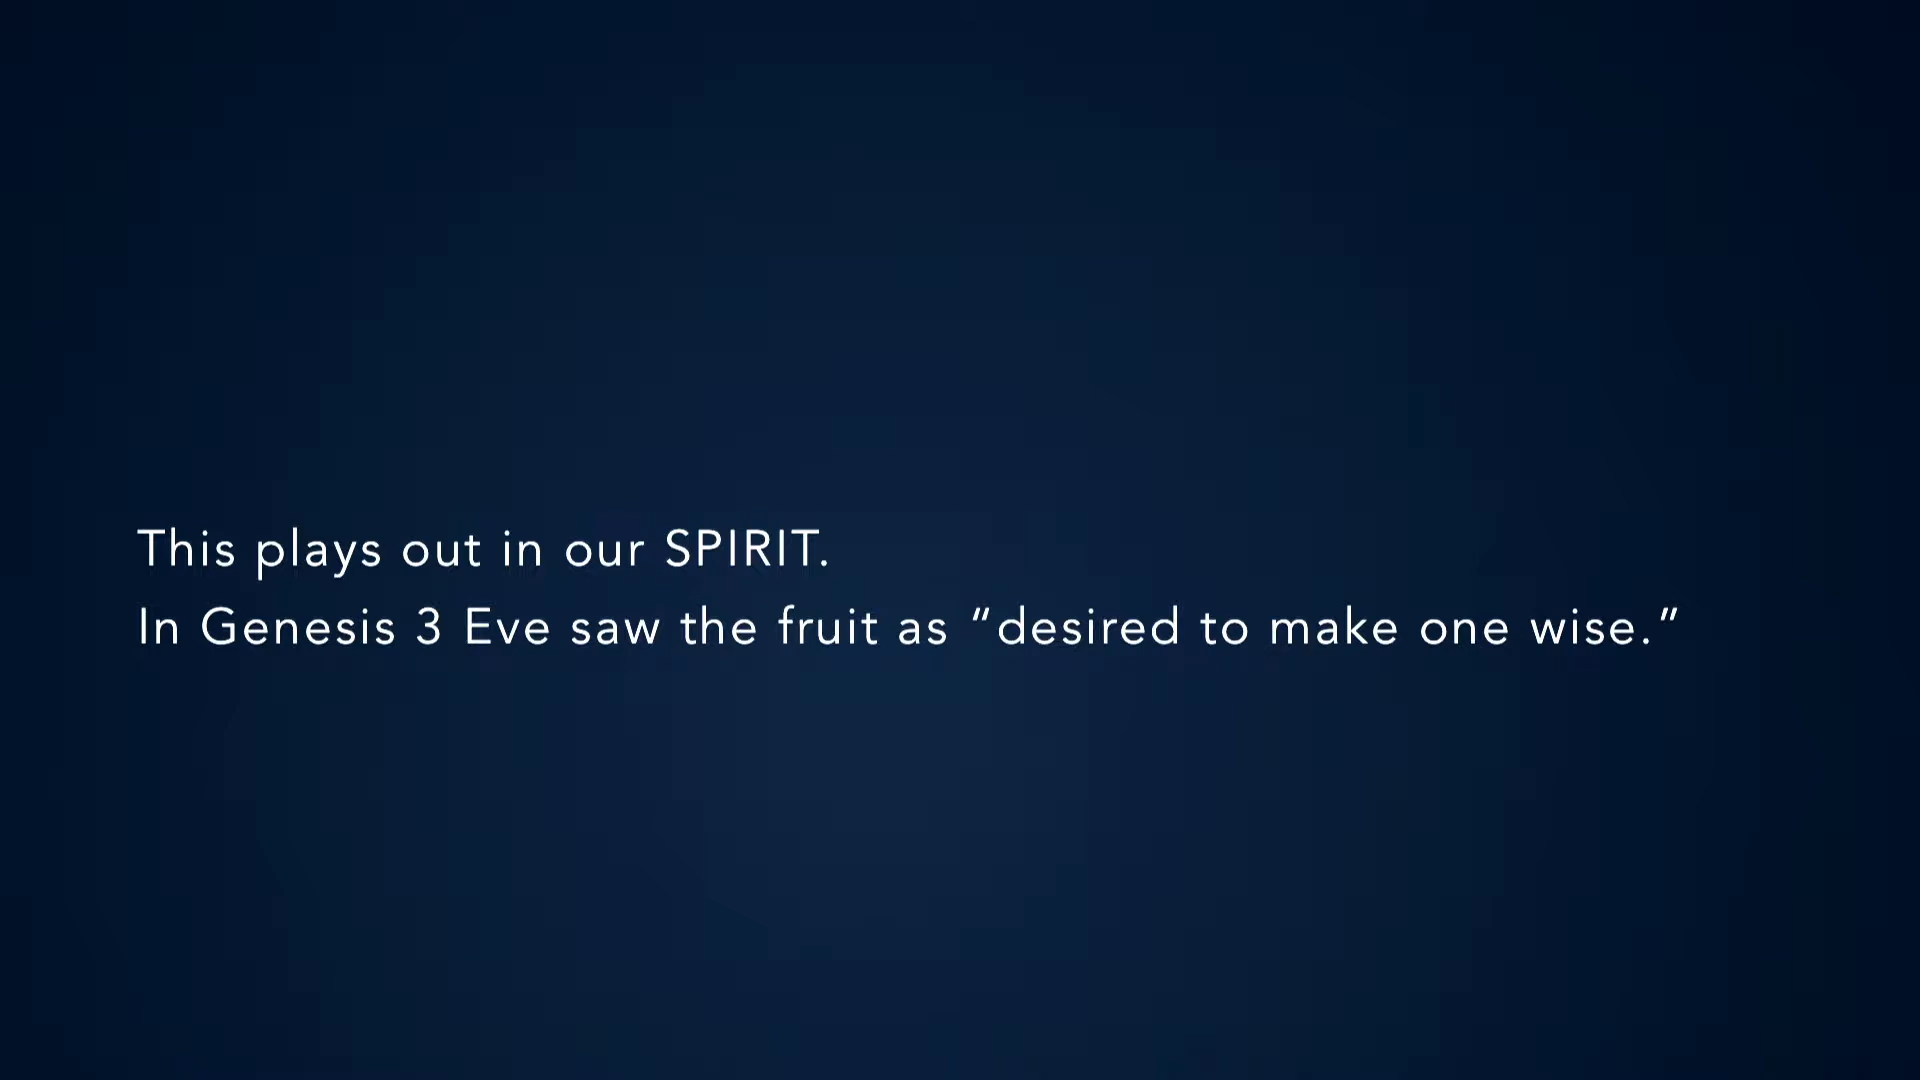 This plays out in our SPIRIT.
In Genesis 3 Eve saw the fruit as “desired to make one wise.”